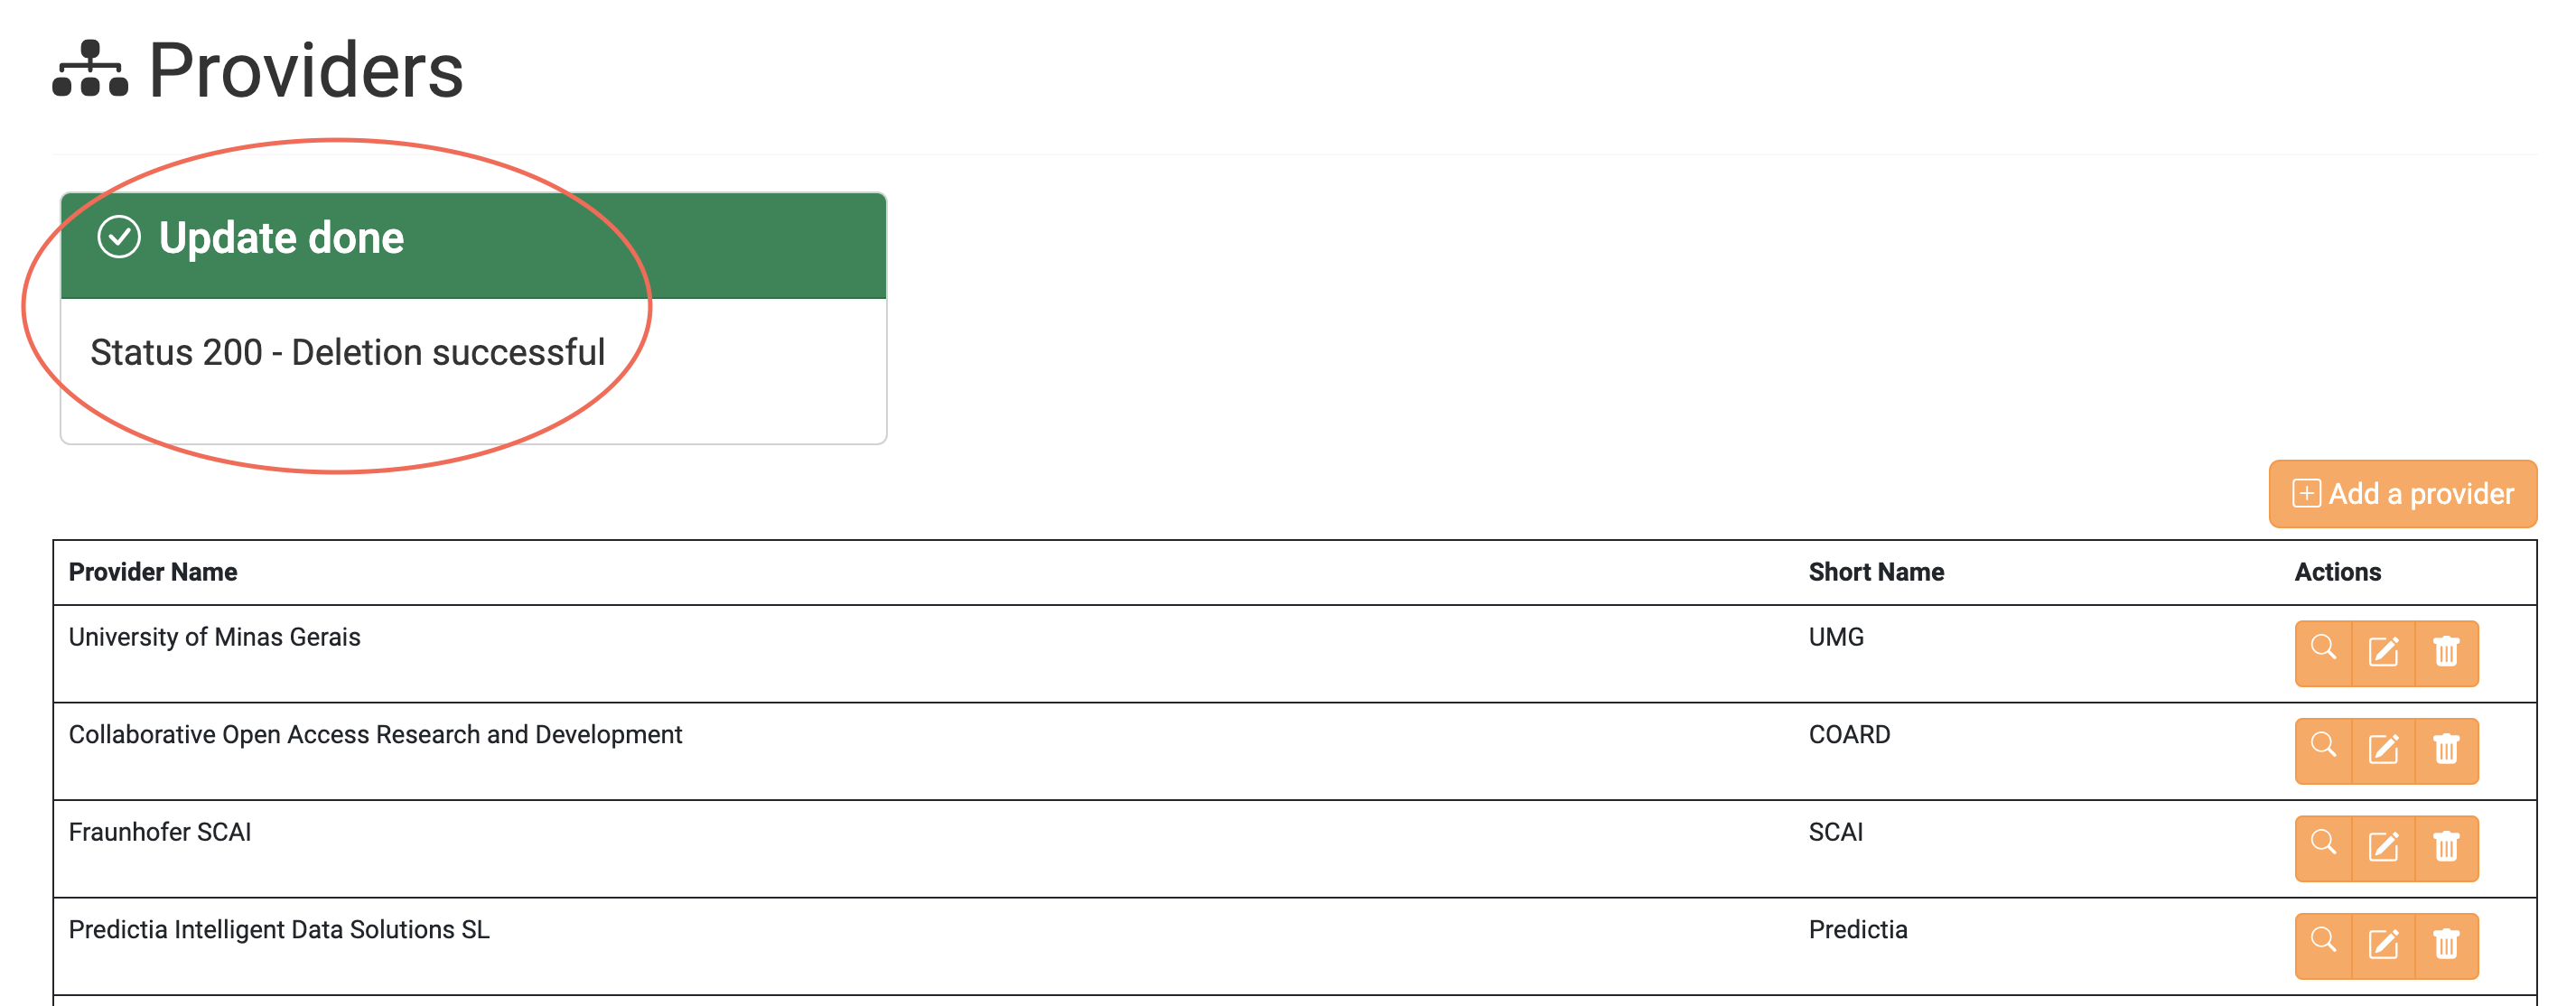 Providers
Update done
Status 200 - Deletion successful
Add a provider
Provider Name Short Name Actions
University of Minas Gerais UMG
Collaborative Open Access Research and Development COARD
Fraunhofer SCAI SCAI
Predictia Intelligent Data Solutions SL Predictia